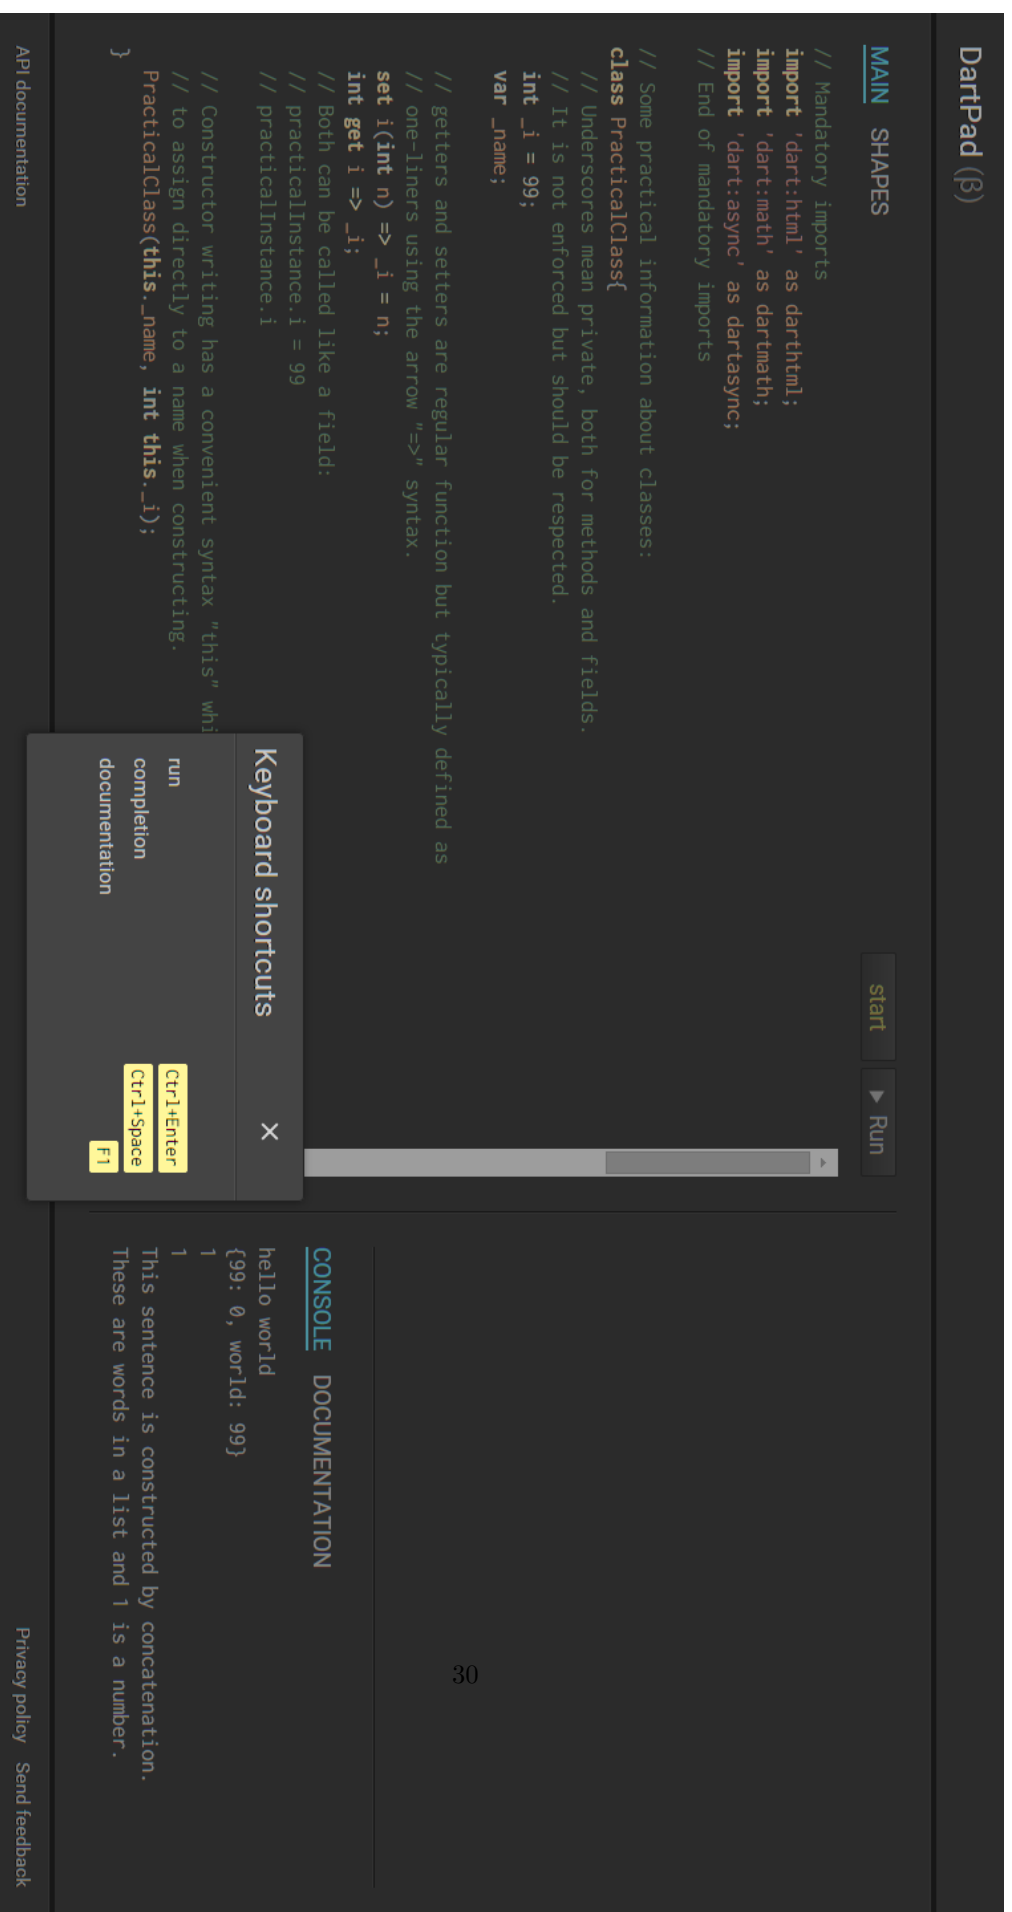 DartPad (β)
MAIN SHAPES
start
▶ Run
// Mandatory imports
import 'dart:html' as darthtml;
import 'dart:math' as dartmath;
import 'dart:async' as dartasync;
// End of mandatory imports
// Some practical information about classes:
class PracticalClass{
// Underscores mean private, both for methods and fields.
// It is not enforced but should be respected.
int _i = 99;
var _name;
// getters and setters are regular function but typically defined as
// one-liners using the arrow "=>" syntax.
set i(int n) => _i = n;
int get i => _i;
// Both can be called like a field:
// practicalInstance.i = 99
// practicalInstance.i
// Constructor writing has a convenient syntax "this" whi
// to assign directly to a name when constructing.
PracticalClass(this._name, int this._i);
}
Keyboard shortcuts ×
run Ctrl+Enter
completion Ctrl+Space
documentation F1
CONSOLE DOCUMENTATION
hello world
{99: 0, world: 99}
1
1
This sentence is constructed by concatenation.
These are words in a list and 1 is a number.
API documentation
Privacy policy Send feedback
30